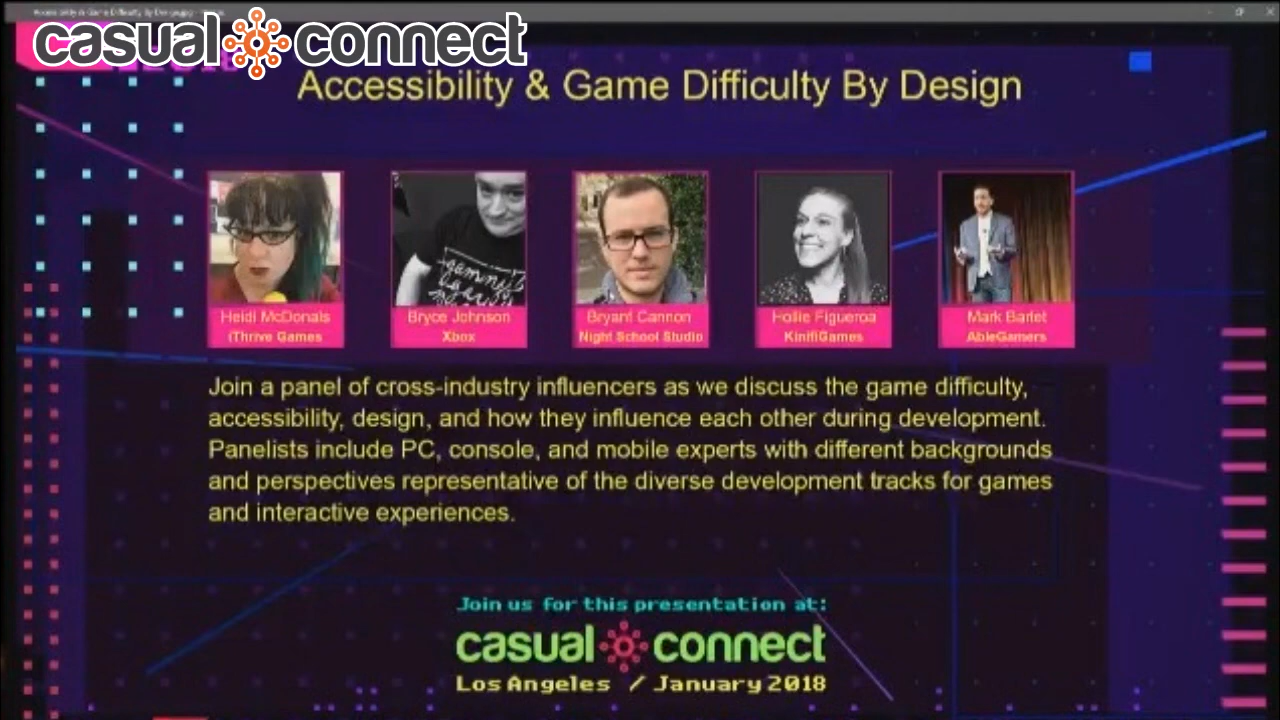 casual connect
Accessibility & Game Difficulty By Design
Heidi McDonals
iThrive Games
Bryce Johnson
Xbox
Bryant Cannon
Night School Studio
Hollie Figueroa
KinifiGames
Mark Barlet
AbleGamers
Join a panel of cross-industry influencers as we discuss the game difficulty,
accessibility, design, and how they influence each other during development.
Panelists include PC, console, and mobile experts with different backgrounds
and perspectives representative of the diverse development tracks for games
and interactive experiences.
Join us for this presentation at:
casual connect
Los Angeles / January 2018